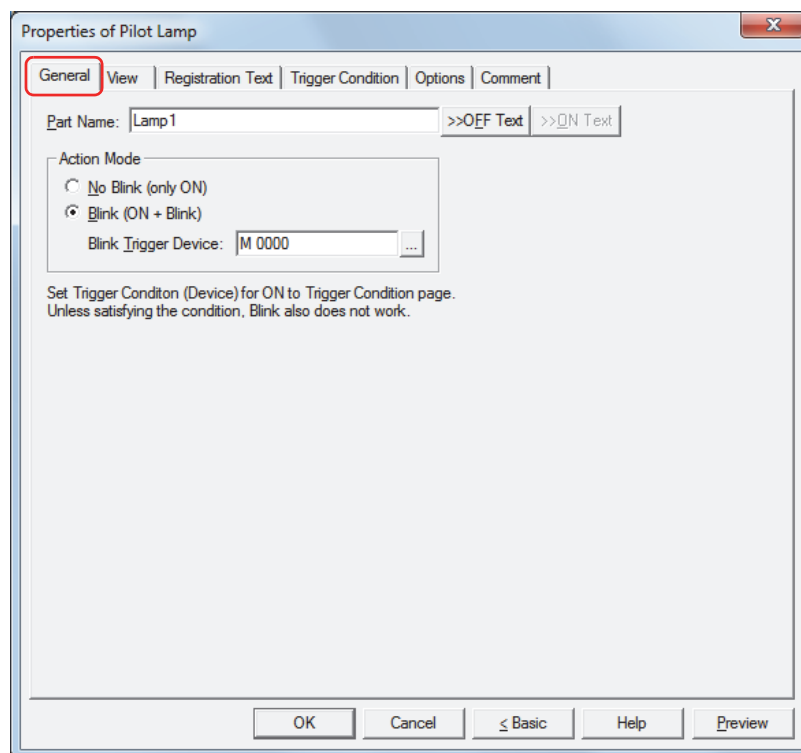 Properties of Pilot Lamp
X
General View Registration Text Trigger Condition Options Comment
Part Name: Lamp1 >>OFF Text >>ON Text
Action Mode
No Blink (only ON)
Blink (ON + Blink)
Blink Trigger Device: M 0000 ...
Set Trigger Conditon (Device) for ON to Trigger Condition page.
Unless satisfying the condition, Blink also does not work.
OK Cancel < Basic Help Preview